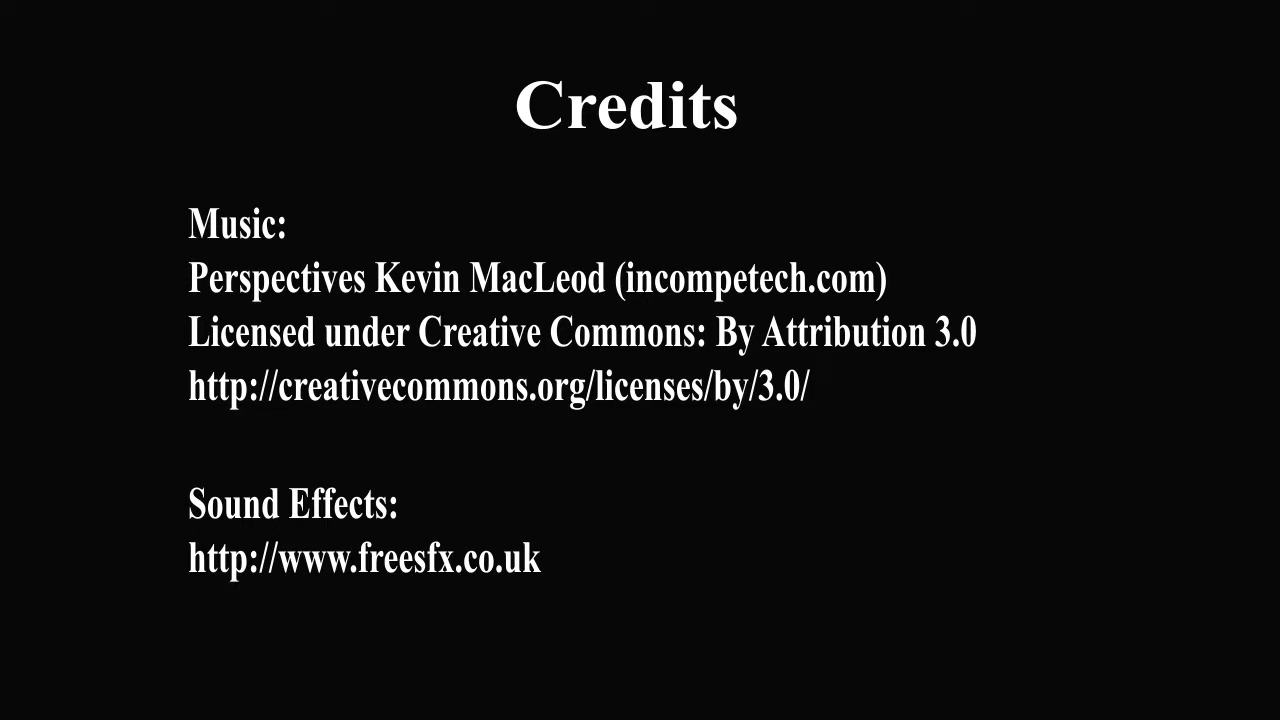 Credits
Music:
Perspectives Kevin MacLeod (incompetech.com)
Licensed under Creative Commons: By Attribution 3.0
http://creativecommons.org/licenses/by/3.0/
Sound Effects:
http://www.freesfx.co.uk